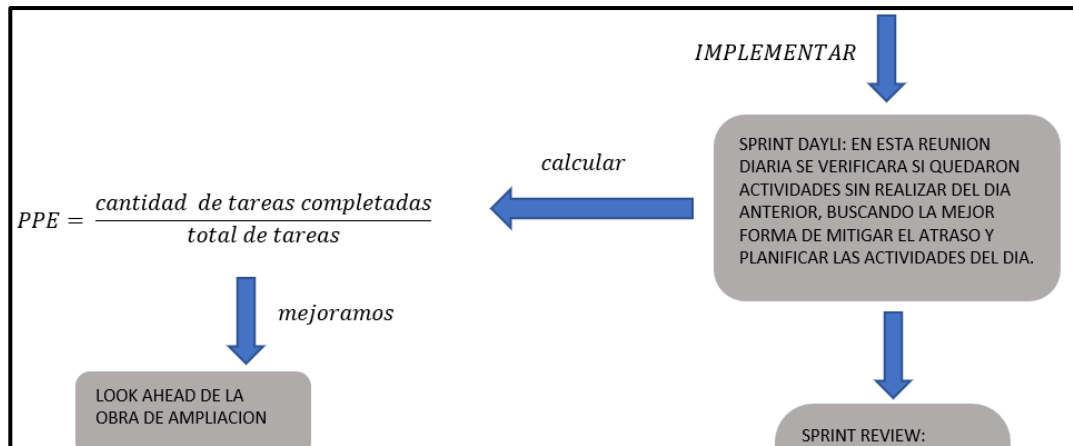 IMPLEMENTAR
SPRINT DAYLI: EN ESTA REUNION
DIARIA SE VERIFICARA SI QUEDARON
ACTIVIDADES SIN REALIZAR DEL DIA
ANTERIOR, BUSCANDO LA MEJOR
FORMA DE MITIGAR EL ATRASO Y
PLANIFICAR LAS ACTIVIDADES DEL DIA.
calcular
PPE = cantidad de tareas completadas / total de tareas
mejoramos
LOOK AHEAD DE LA
OBRA DE AMPLIACION
SPRINT REVIEW: